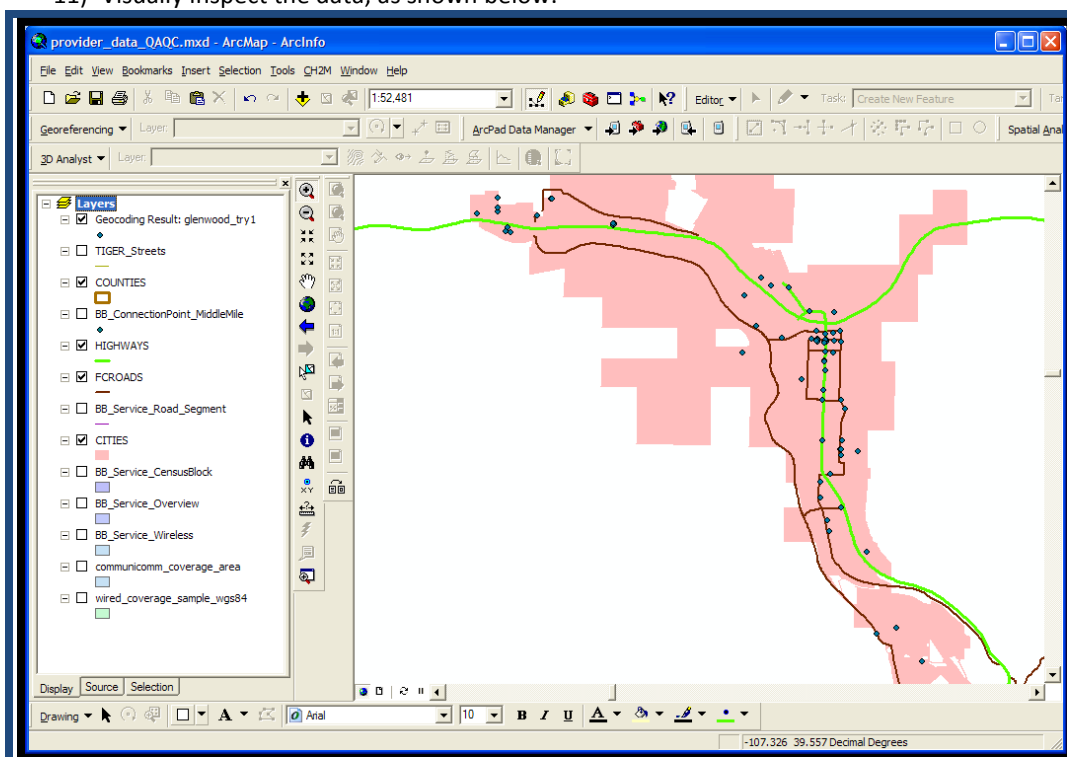 11) Visually inspect the data, as shown below:
provider_data_QAQC.mxd - ArcMap - ArcInfo
File Edit View Bookmarks Insert Selection Tools CH2M Window Help
1:52,481
Editor Task: Create New Feature
Georeferencing Layer: ArcPad Data Manager Spatial Anal
3D Analyst Layer:
Layers
Geocoding Result: glenwood_try1
TIGER_Streets
COUNTIES
BB_ConnectionPoint_MiddleMile
HIGHWAYS
FCROADS
BB_Service_Road_Segment
CITIES
BB_Service_CensusBlock
BB_Service_Overview
BB_Service_Wireless
communicomm_coverage_area
wired_coverage_sample_wgs84
XY
1:1
Display Source Selection
Drawing A Arial 10 B I U A
-107.326 39.557 Decimal Degrees